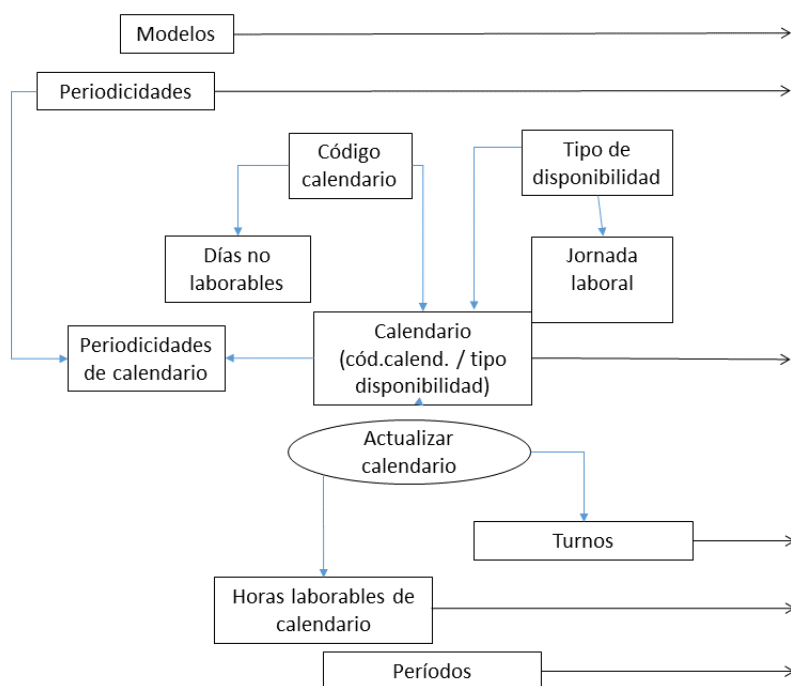 Modelos
Periodicidades
Código
calendario
Tipo de
disponibilidad
Días no
laborables
Jornada
laboral
Periodicidades
de calendario
Calendario
(cód.calend. / tipo
disponibilidad)
Actualizar
calendario
Turnos
Horas laborables de
calendario
Períodos